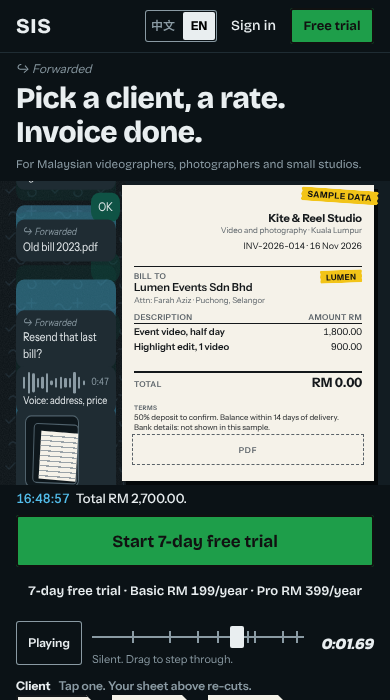 SIS
中文 EN
Sign in
Free trial
↪ Forwarded
Pick a client, a rate.
Invoice done.
For Malaysian videographers, photographers and small studios.
OK
↪ Forwarded
Old bill 2023.pdf
↪ Forwarded
Resend that last
bill?
0:47
Voice: address, price
SAMPLE DATA
Kite & Reel Studio
Video and photography · Kuala Lumpur
INV-2026-014 · 16 Nov 2026
BILL TO
LUMEN
Lumen Events Sdn Bhd
Attn: Farah Aziz · Puchong, Selangor
DESCRIPTION AMOUNT RM
Event video, half day 1,800.00
Highlight edit, 1 video 900.00
TOTAL RM 0.00
TERMS
50% deposit to confirm. Balance within 14 days of delivery.
Bank details: not shown in this sample.
PDF
16:48:57 Total RM 2,700.00.
Start 7-day free trial
7-day free trial · Basic RM 199/year · Pro RM 399/year
Playing
0:01.69
Silent. Drag to step through.
Client Tap one. Your sheet above re-cuts.